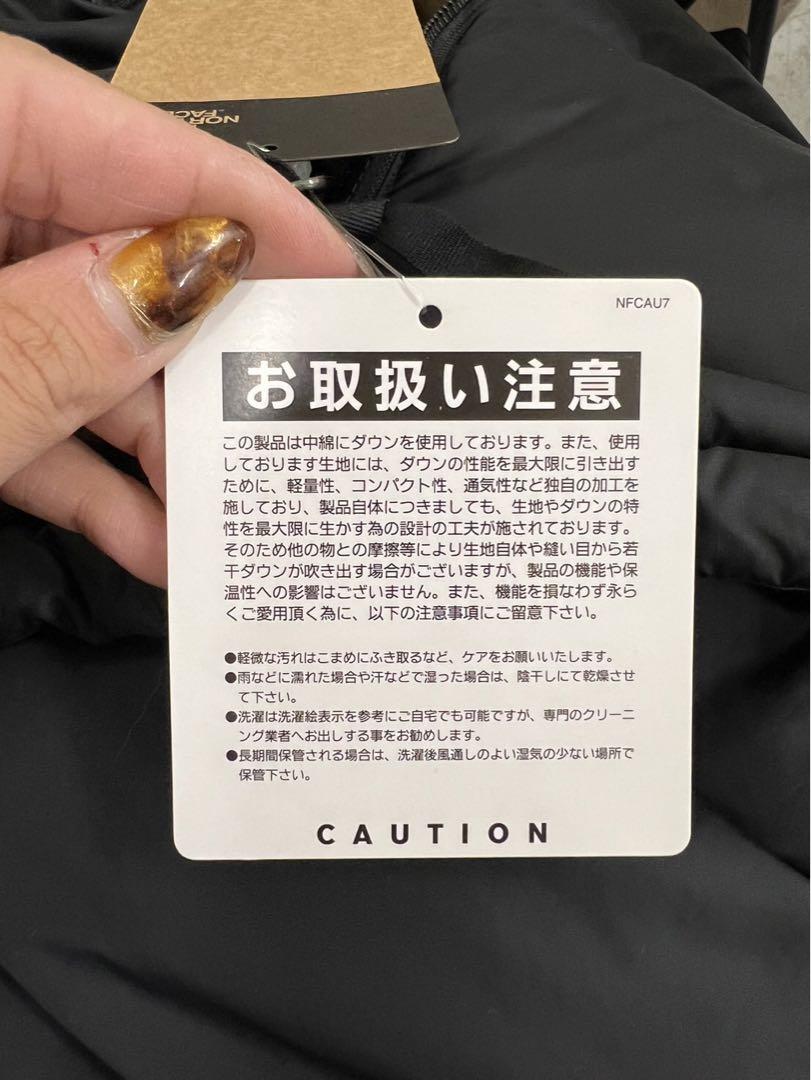 NORTH
FACE
NFCAU7
お取扱い注意
この製品は中綿にダウンを使用しております。また、使用
しております生地には、ダウンの性能を最大限に引き出す
ために、軽量性、コンパクト性、通気性など独自の加工を
施しており、製品自体につきましても、生地やダウンの特
性を最大限に生かす為の設計の工夫が施されております。
そのため他の物との摩擦等により生地自体や縫い目から若
干ダウンが吹き出す場合がございますが、製品の機能や保
温性への影響はございません。また、機能を損なわず永ら
くご愛用頂く為に、以下の注意事項にご留意下さい。
●軽微な汚れはこまめにふき取るなど、ケアをお願いいたします。
●雨などに濡れた場合や汗などで湿った場合は、陰干しにて乾燥させ
て下さい。
●洗濯は洗濯絵表示を参考にご自宅でも可能ですが、専門のクリーニ
ング業者へお出しする事をお勧めします。
●長期間保管される場合は、洗濯後風通しのよい湿気の少ない場所で
保管下さい。
CAUTION